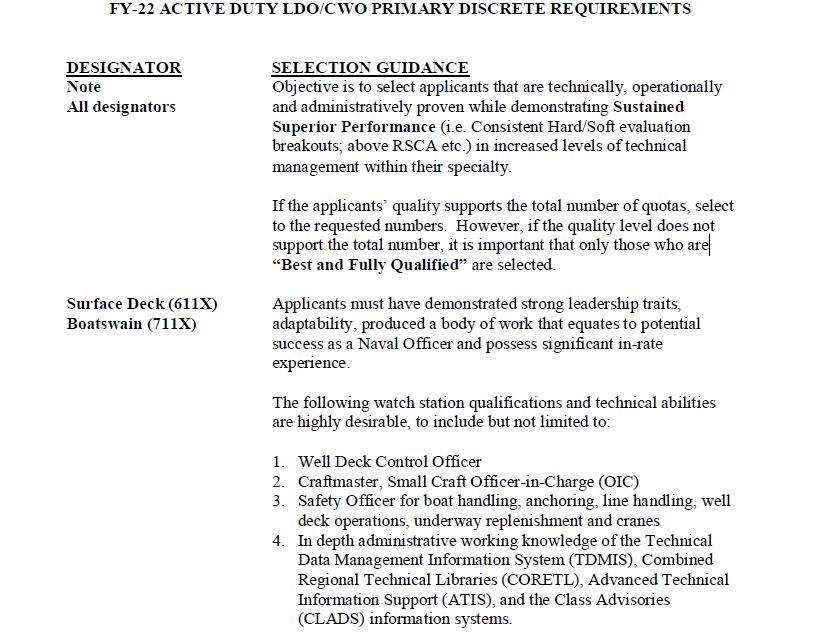 FY-22 ACTIVE DUTY LDO/CWO PRIMARY DISCRETE REQUIREMENTS
DESIGNATOR
SELECTION GUIDANCE
Note
All designators
Objective is to select applicants that are technically, operationally
and administratively proven while demonstrating Sustained
Superior Performance (i.e. Consistent Hard/Soft evaluation
breakouts; above RSCA etc.) in increased levels of technical
management within their specialty.
If the applicants' quality supports the total number of quotas, select
to the requested numbers. However, if the quality level does not
support the total number, it is important that only those who are
“Best and Fully Qualified” are selected.
Surface Deck (611X)
Boatswain (711X)
Applicants must have demonstrated strong leadership traits,
adaptability, produced a body of work that equates to potential
success as a Naval Officer and possess significant in-rate
experience.
The following watch station qualifications and technical abilities
are highly desirable, to include but not limited to:
1. Well Deck Control Officer
2. Craftmaster, Small Craft Officer-in-Charge (OIC)
3. Safety Officer for boat handling, anchoring, line handling, well
deck operations, underway replenishment and cranes
4. In depth administrative working knowledge of the Technical
Data Management Information System (TDMIS), Combined
Regional Technical Libraries (CORETL), Advanced Technical
Information Support (ATIS), and the Class Advisories
(CLADS) information systems.